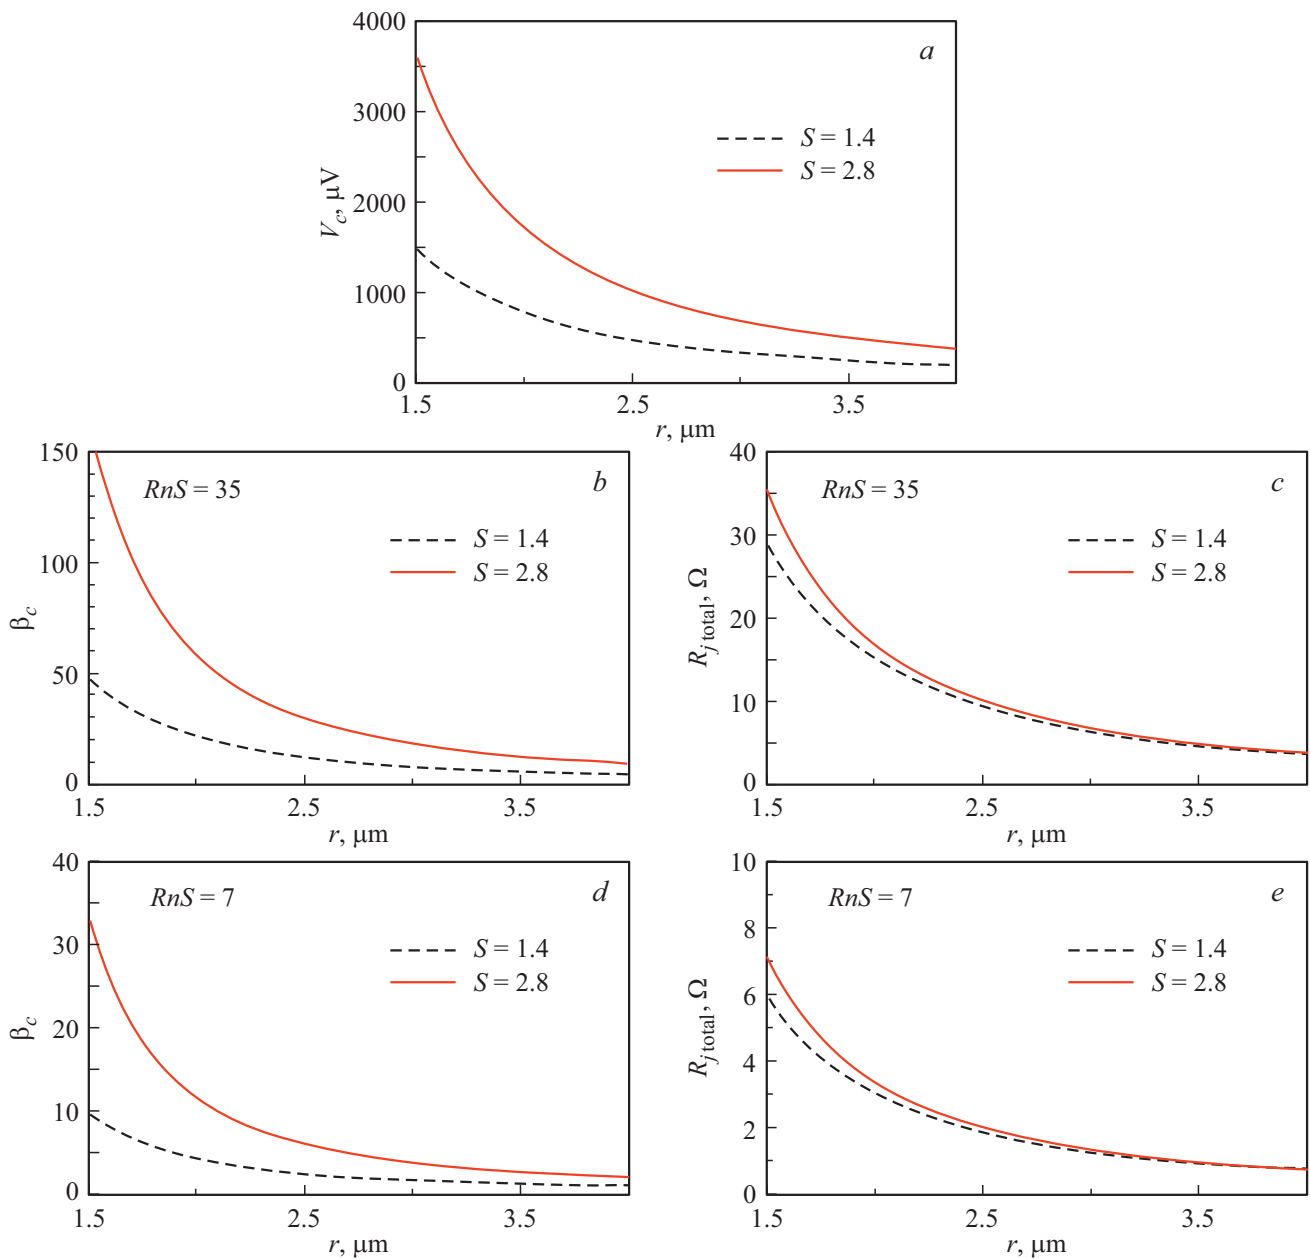 4000
a
3000
S = 1.4
S = 2.8
V_c, μV
2000
1000
0
1.5
2.5
3.5
r, μm
150
RnS = 35
b
S = 1.4
S = 2.8
100
β_c
50
0
1.5
2.5
3.5
r, μm
40
RnS = 35
c
S = 1.4
S = 2.8
30
R_j total, Ω
20
10
0
1.5
2.5
3.5
r, μm
40
RnS = 7
d
S = 1.4
S = 2.8
30
β_c
20
10
0
1.5
2.5
3.5
r, μm
10
RnS = 7
e
S = 1.4
S = 2.8
8
R_j total, Ω
6
4
2
0
1.5
2.5
3.5
r, μm